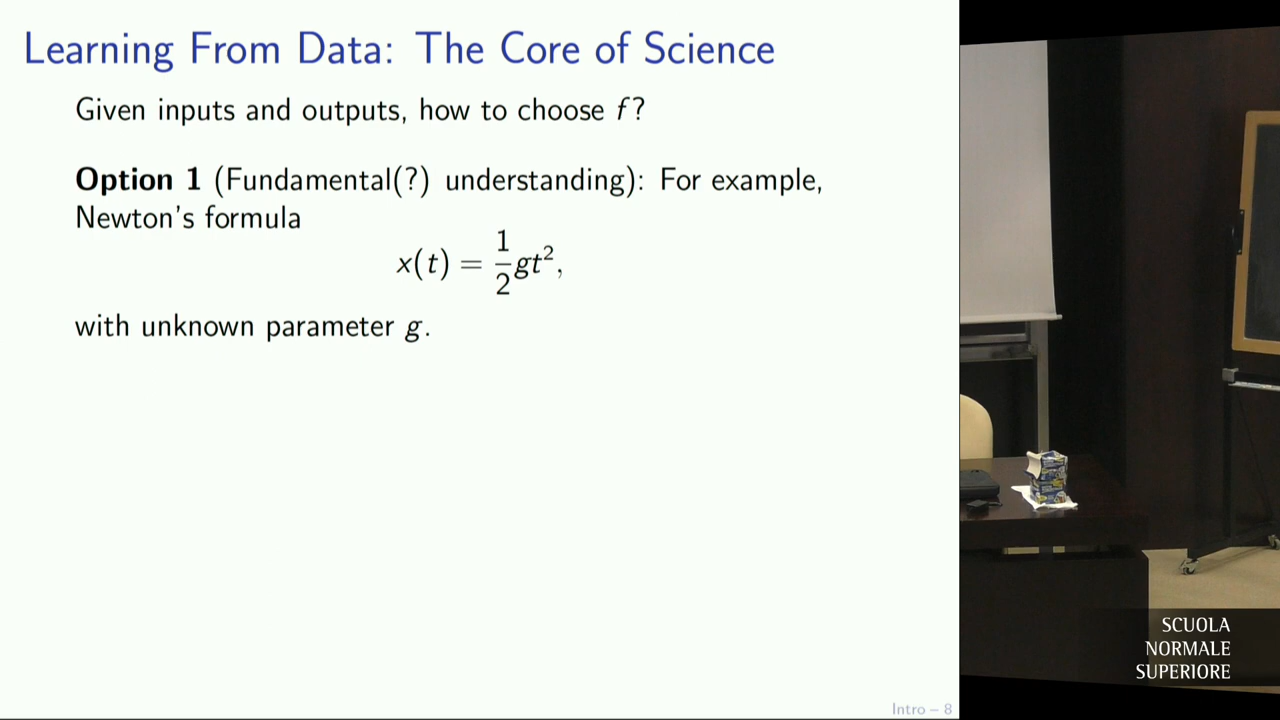 Learning From Data: The Core of Science
Given inputs and outputs, how to choose f?
Option 1 (Fundamental(?) understanding): For example,
Newton's formula
x(t) = 1/2 gt²,
with unknown parameter g.
Intro – 8
SCUOLA
NORMALE
SUPERIORE